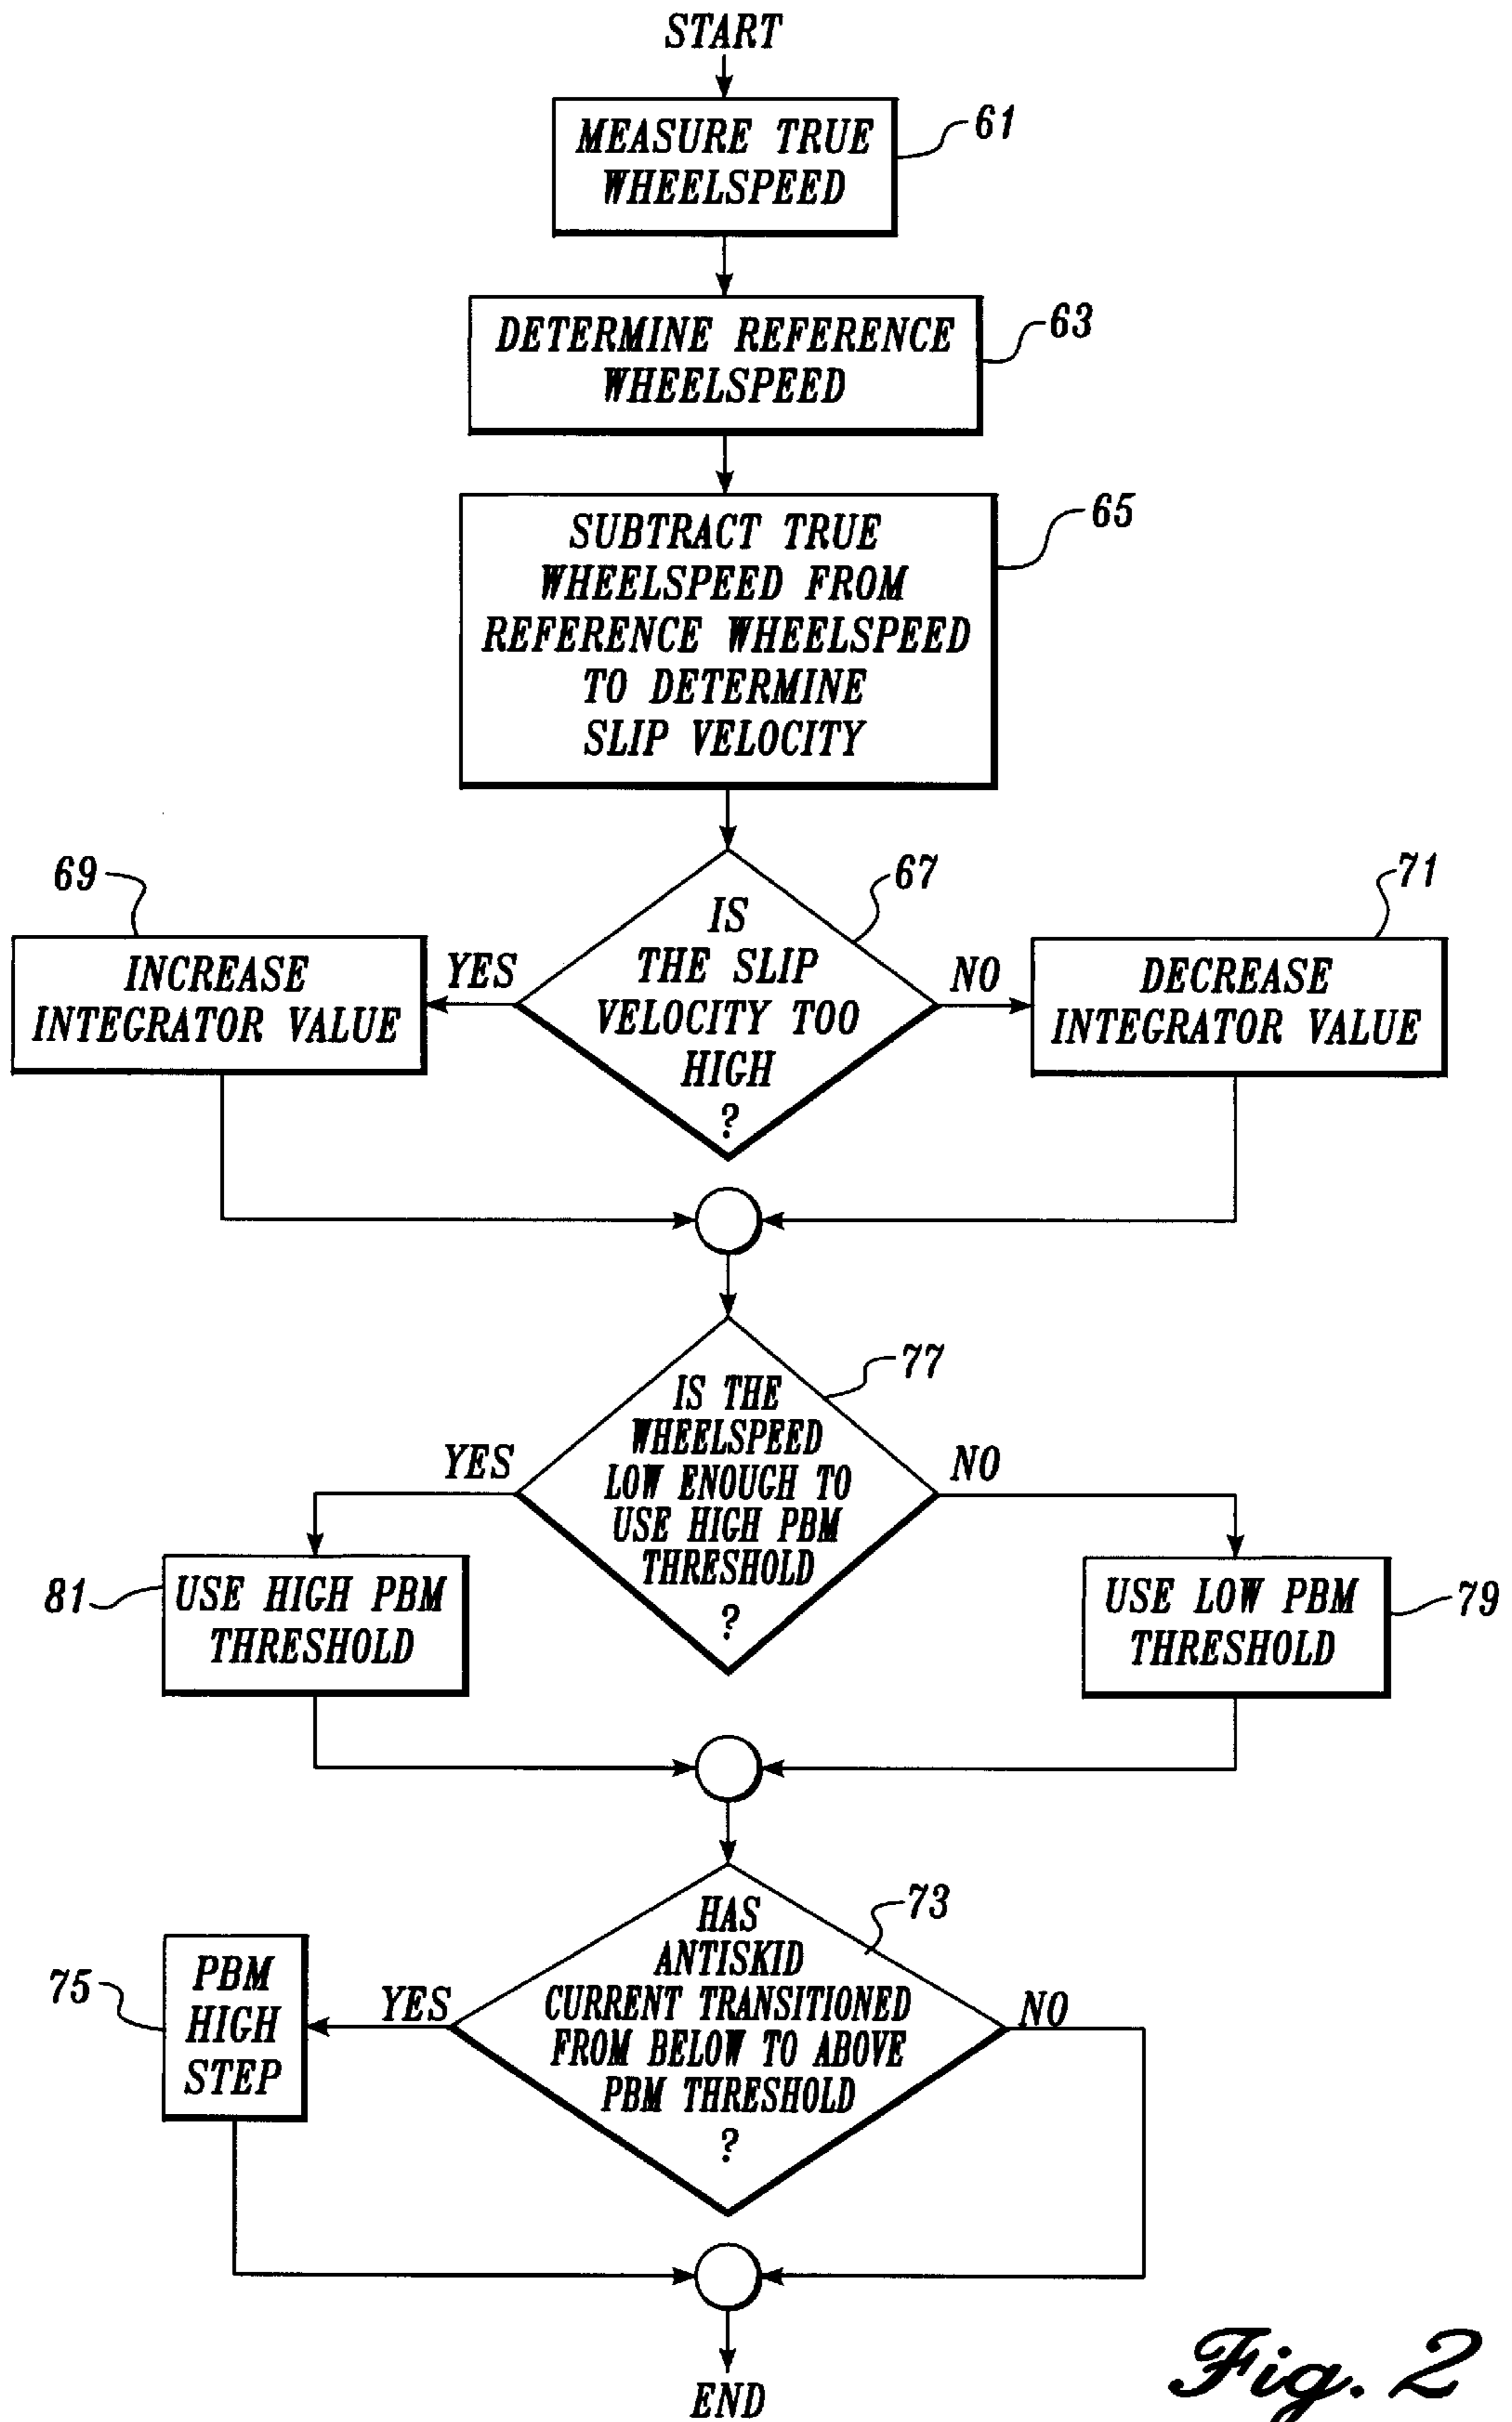 START
MEASURE TRUE
WHEELSPEED
61
DETERMINE REFERENCE
WHEELSPEED
63
SUBTRACT TRUE
WHEELSPEED FROM
REFERENCE WHEELSPEED
TO DETERMINE
SLIP VELOCITY
65
69
67
71
INCREASE
INTEGRATOR VALUE
YES
IS
THE SLIP
VELOCITY TOO
HIGH
?
NO
DECREASE
INTEGRATOR VALUE
77
YES
IS THE
WHEELSPEED
LOW ENOUGH TO
USE HIGH PBM
THRESHOLD
?
NO
81
USE HIGH PBM
THRESHOLD
USE LOW PBM
THRESHOLD
79
73
75
PBM
HIGH
STEP
YES
HAS
ANTISKID
CURRENT TRANSITIONED
FROM BELOW TO ABOVE
PBM THRESHOLD
?
NO
END
Fig. 2